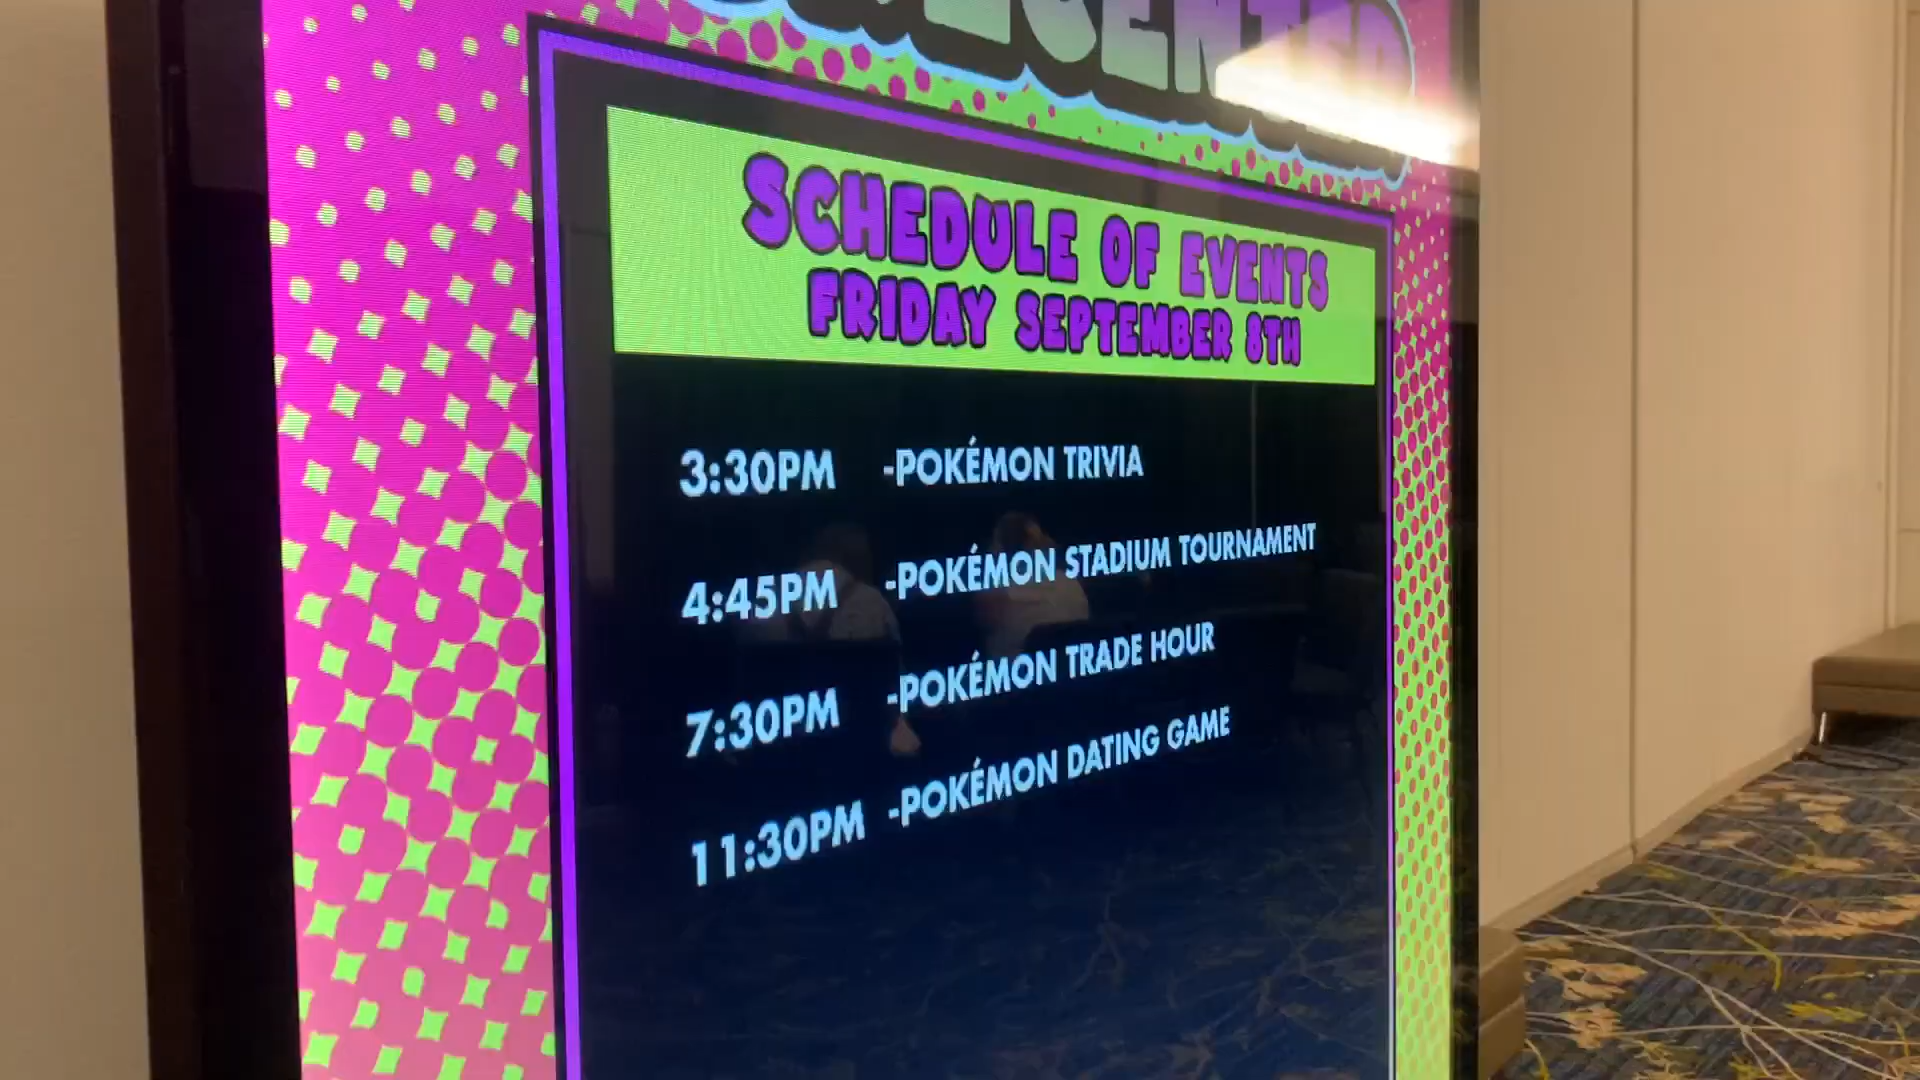 SCHEDULE OF EVENTS
FRIDAY SEPTEMBER 8TH
3:30PM -POKÉMON TRIVIA
4:45PM -POKÉMON STADIUM TOURNAMENT
7:30PM -POKÉMON TRADE HOUR
11:30PM -POKÉMON DATING GAME